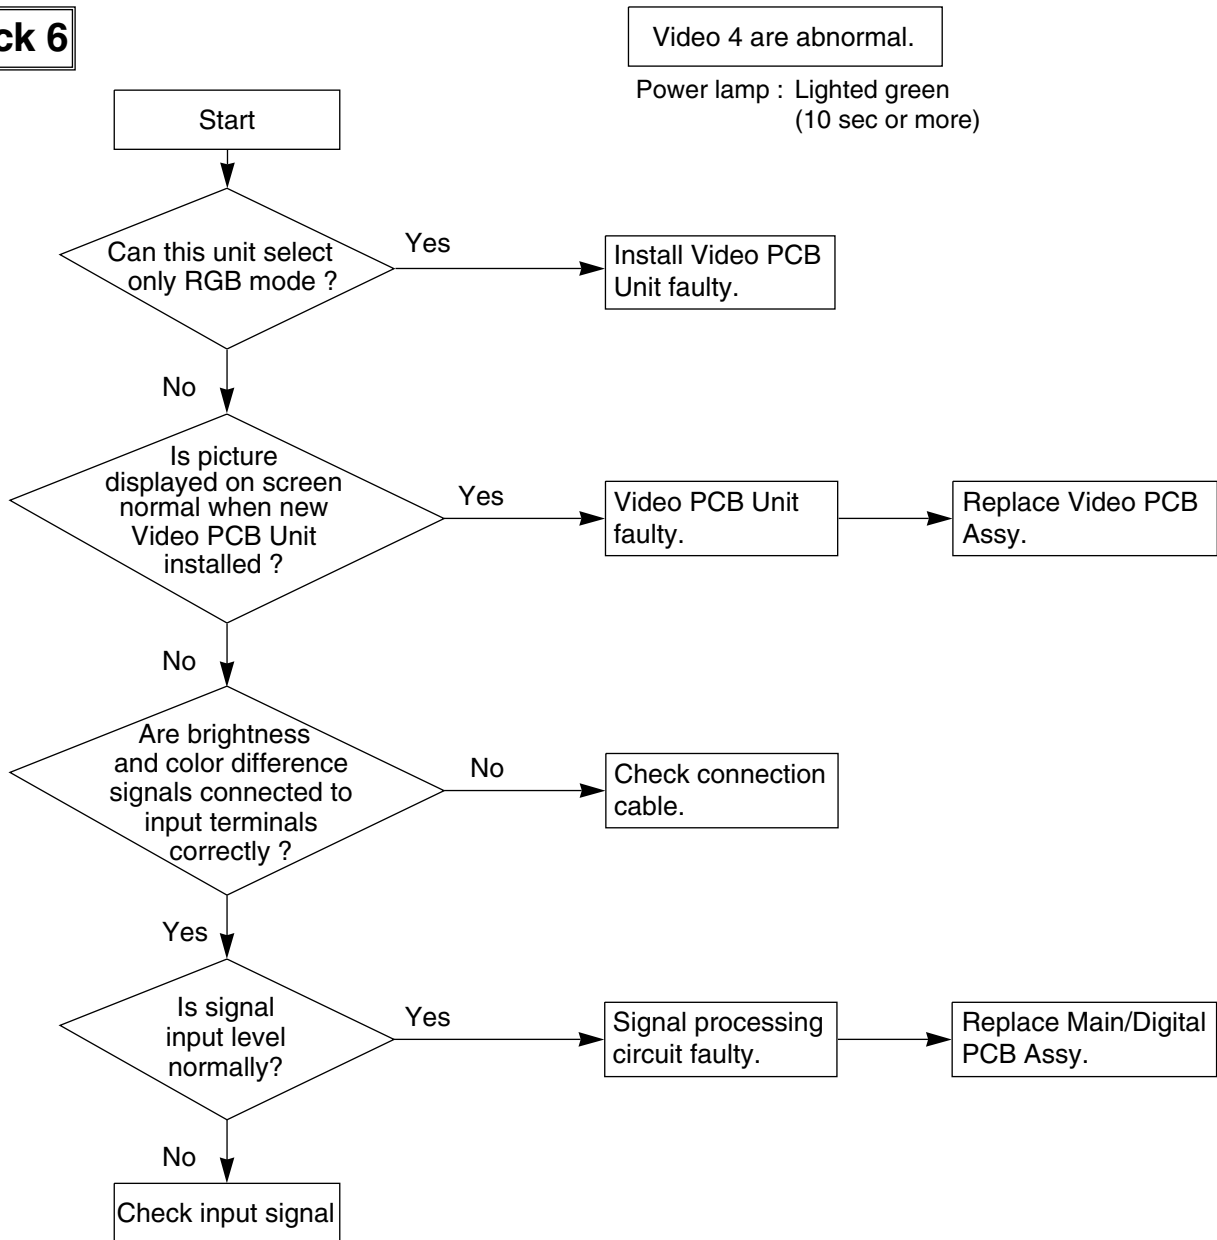 ck 6
Video 4 are abnormal.
Power lamp : Lighted green
(10 sec or more)
Start
Can this unit select
only RGB mode ?
Yes
Install Video PCB
Unit faulty.
No
Is picture
displayed on screen
normal when new
Video PCB Unit
installed ?
Yes
Video PCB Unit
faulty.
Replace Video PCB
Assy.
No
Are brightness
and color difference
signals connected to
input terminals
correctly ?
No
Check connection
cable.
Yes
Is signal
input level
normally?
Yes
Signal processing
circuit faulty.
Replace Main/Digital
PCB Assy.
No
Check input signal